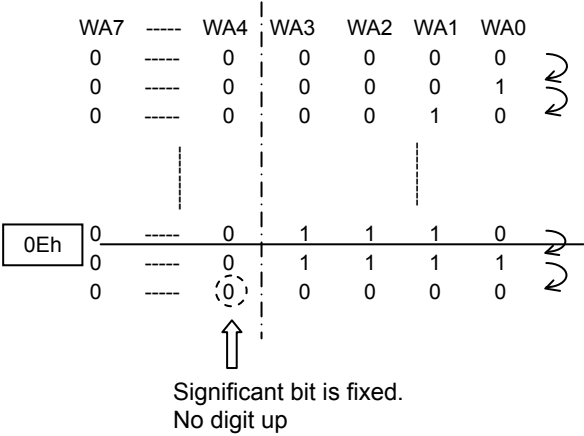 WA7 ----- WA4 WA3 WA2 WA1 WA0
0 ----- 0 0 0 0 0
0 ----- 0 0 0 0 1
0 ----- 0 0 0 1 0
0Eh 0 ----- 0 1 1 1 0
0 ----- 0 1 1 1 1
0 ----- 0 0 0 0 0
Significant bit is fixed.
No digit up